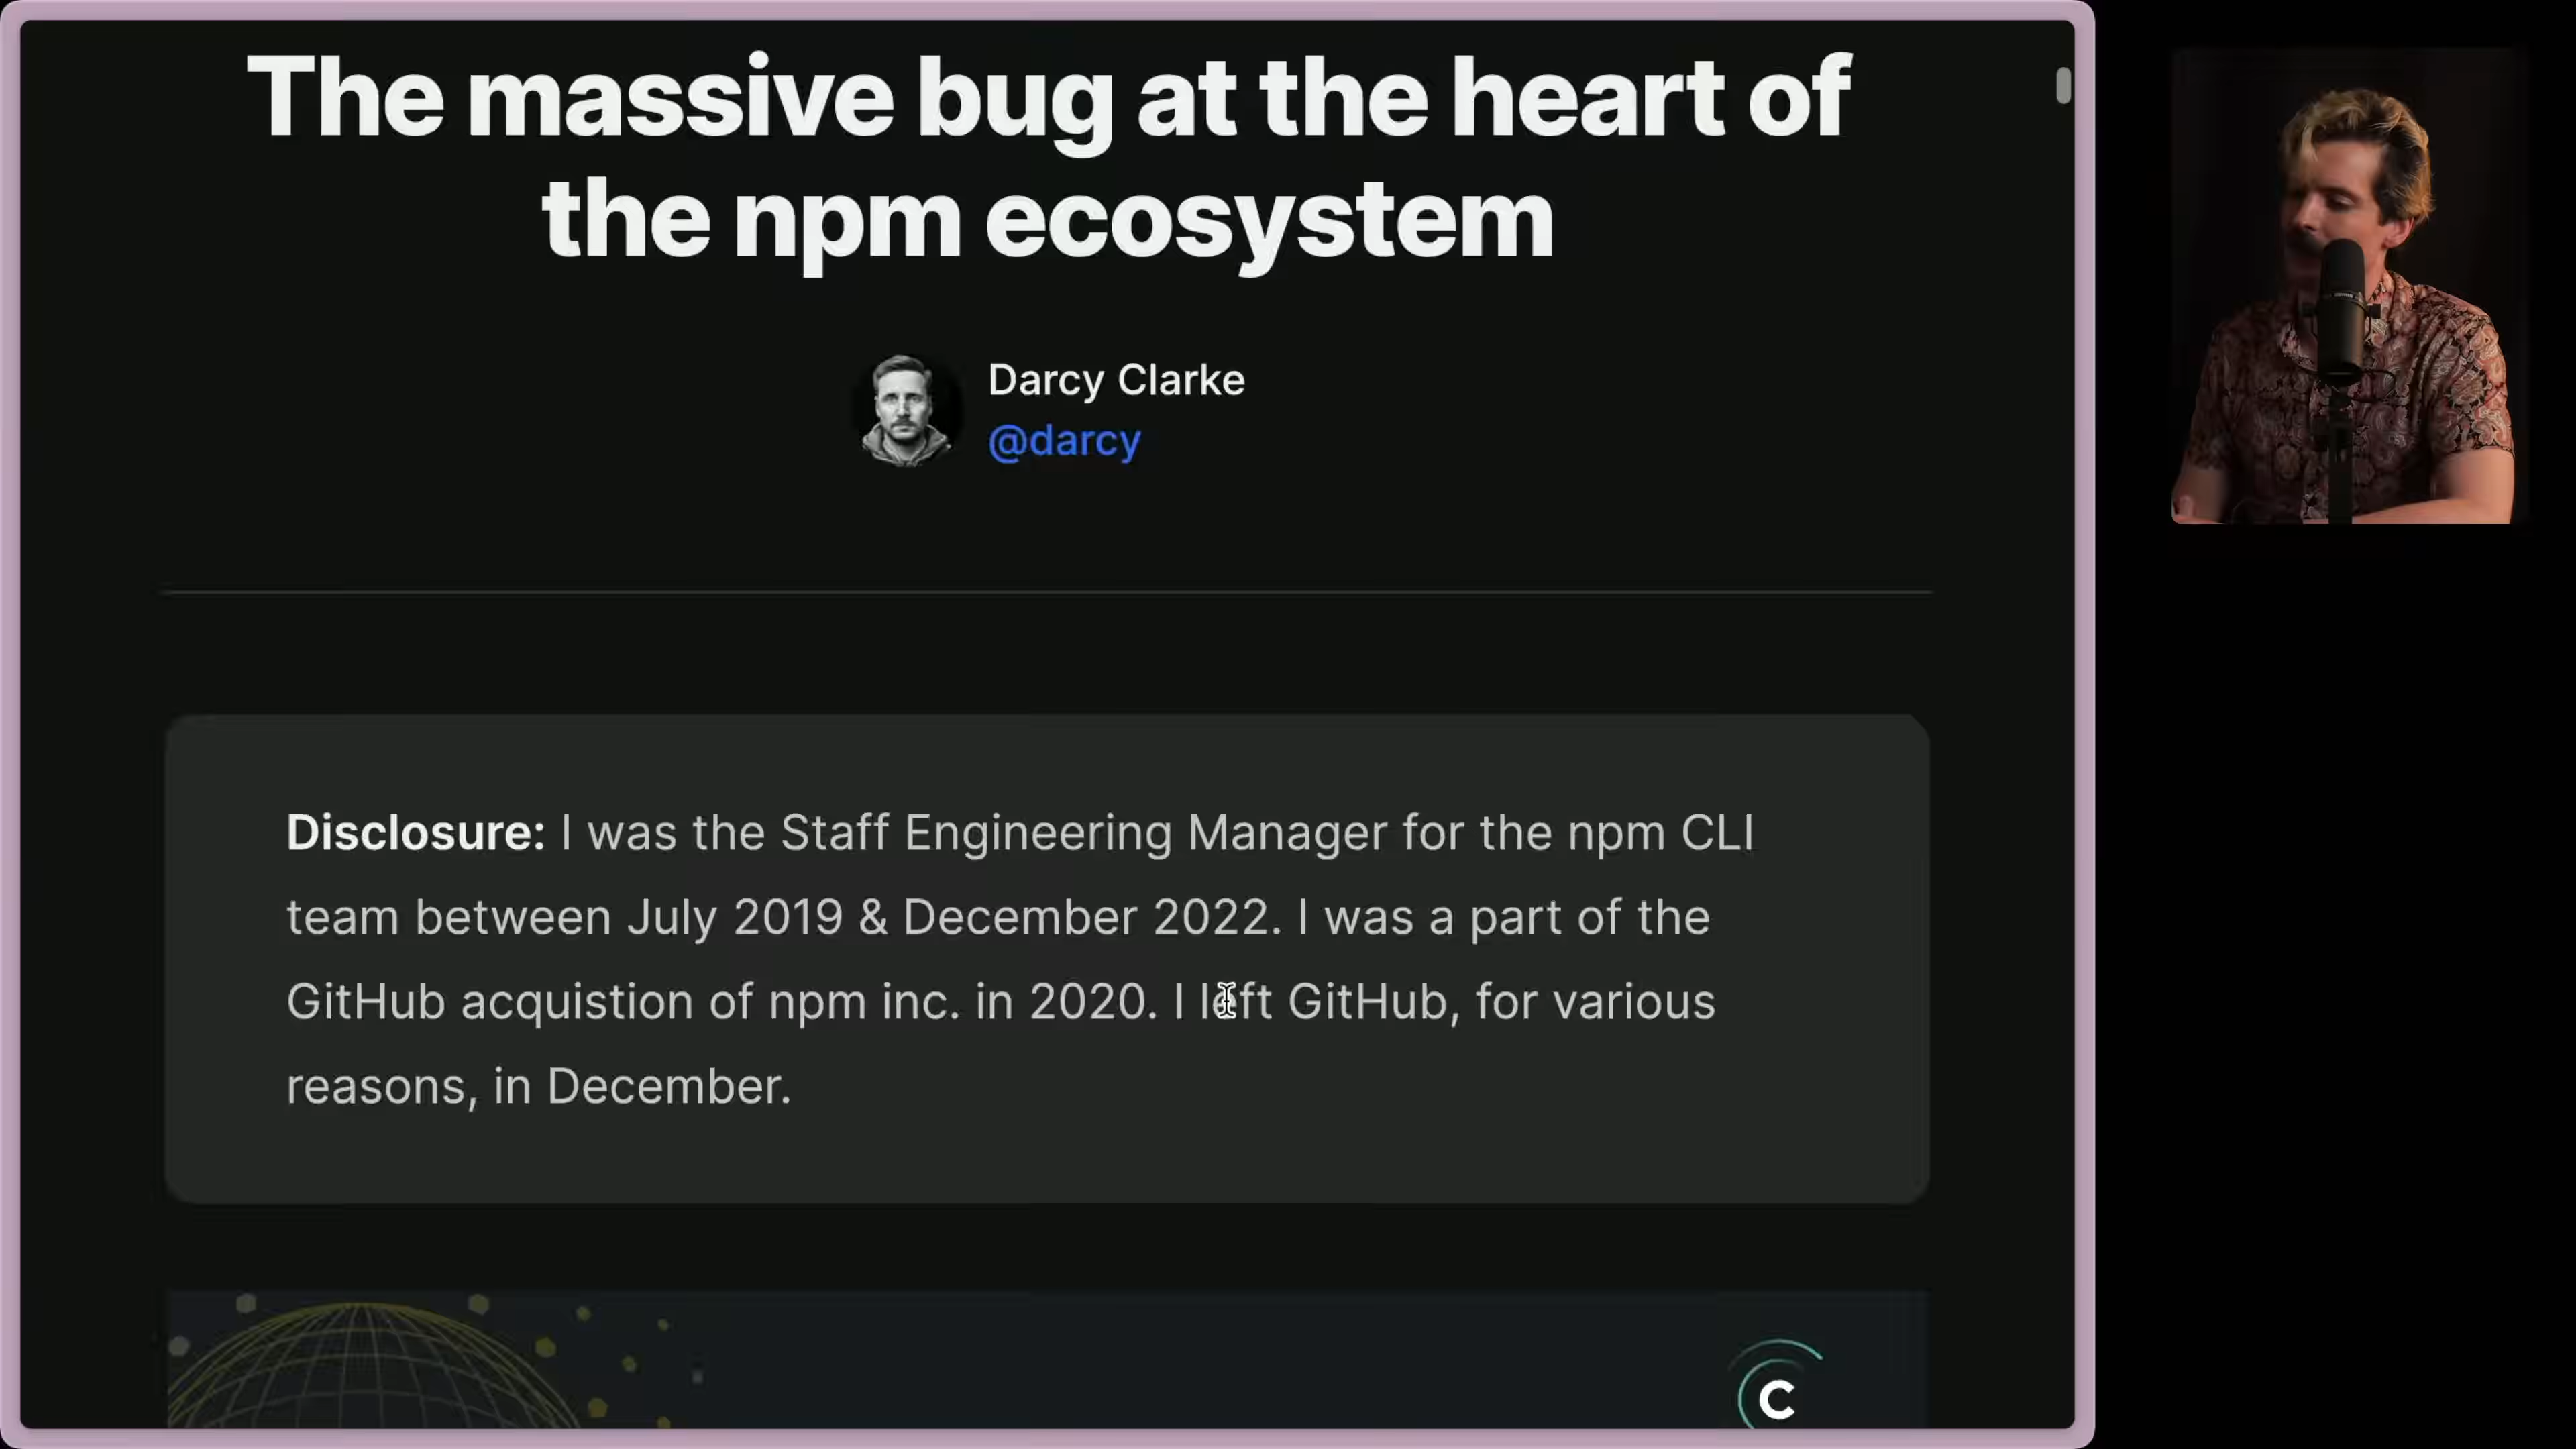 The massive bug at the heart of
the npm ecosystem
Darcy Clarke
@darcy
Disclosure: I was the Staff Engineering Manager for the npm CLI
team between July 2019 & December 2022. I was a part of the
GitHub acquistion of npm inc. in 2020. I left GitHub, for various
reasons, in December.
C